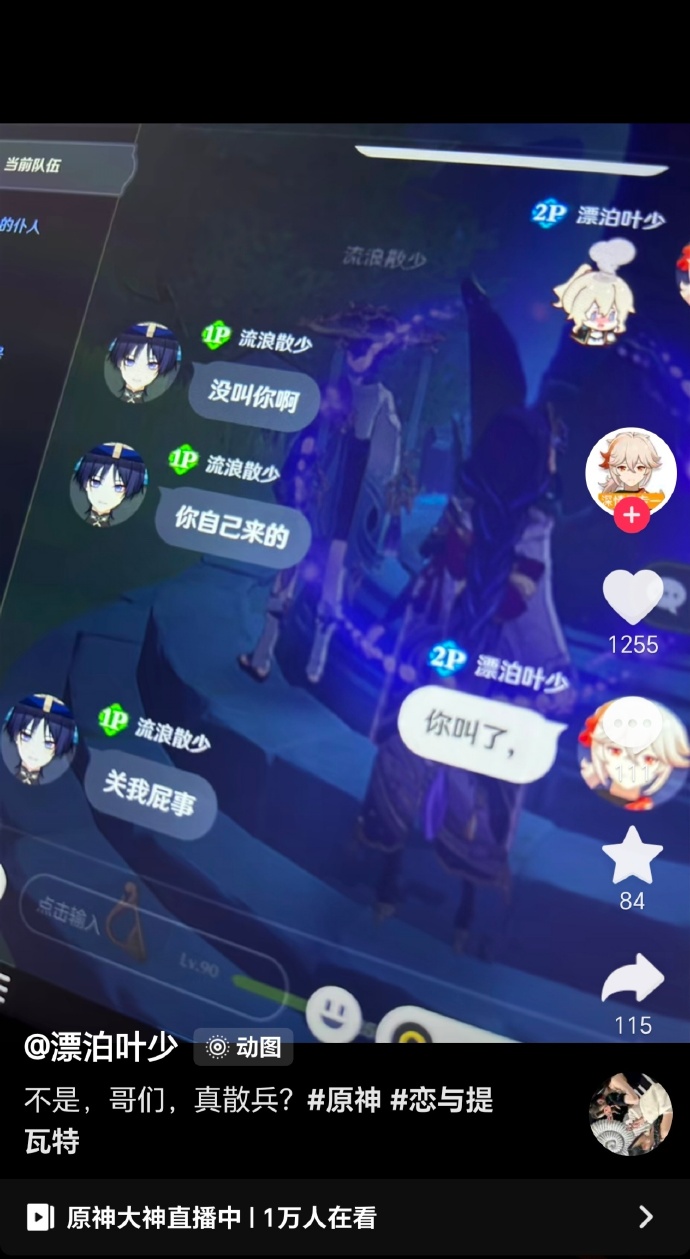 当前队伍
的仆人
2P 漂泊叶少
流浪散少
1P 流浪散少
没叫你啊
1P 流浪散少
你自己来的
1255
2P 漂泊叶少
你叫了，
1P 流浪散少
关我屁事
111
84
点击输入
Lv.90
115
@漂泊叶少 动图
不是，哥们，真散兵？#原神 #恋与提
瓦特
原神大神直播中 | 1万人在看